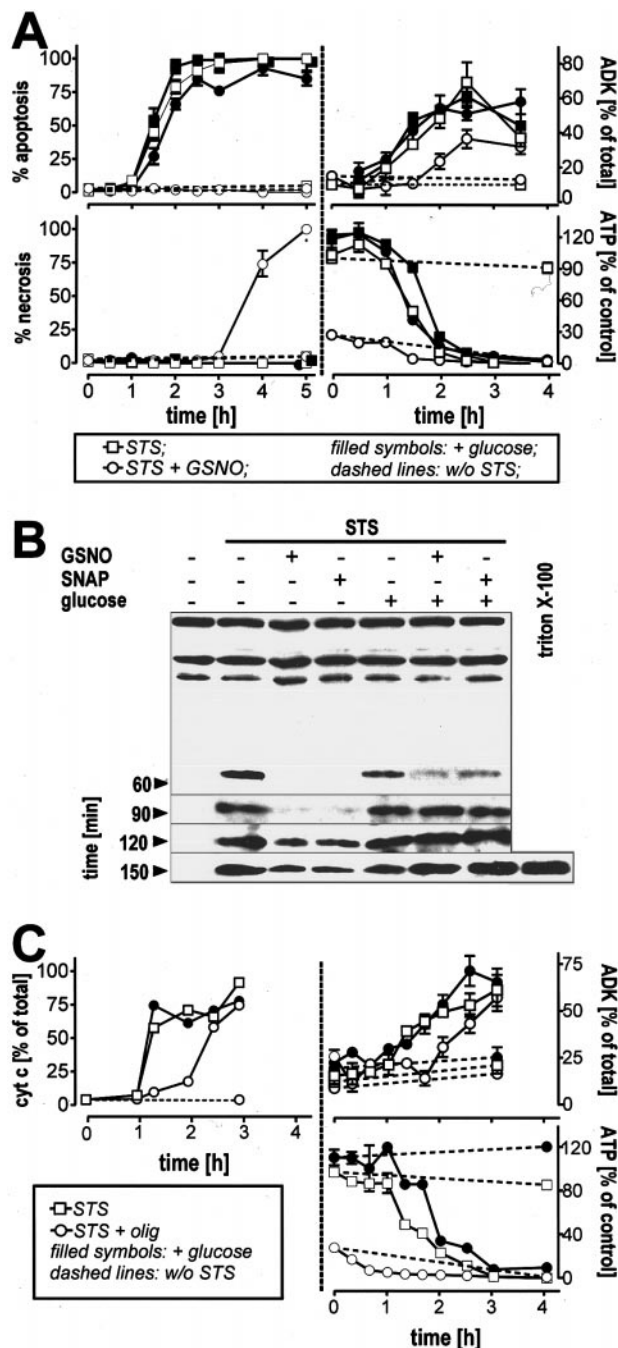 A
% apoptosis
100
75
50
25
0
ADK [% of total]
80
60
40
20
0
% necrosis
100
75
50
25
0
ATP [% of control]
120
90
60
30
0
0 1 2 3 4 5
time [h]
0 1 2 3 4
time [h]
STS; filled symbols: + glucose;
STS + GSNO; dashed lines: w/o STS;
B
STS
GSNO - - + - - + -
SNAP - - - + - - +
glucose - - - - + + +
triton X-100
time [min]
60
90
120
150
C
cyt c [% of total]
100
75
50
25
0
0 1 2 3 4
time [h]
ADK [% of total]
75
50
25
0
ATP [% of control]
120
80
40
0
0 1 2 3 4
time [h]
STS
STS + olig
filled symbols: + glucose
dashed lines: w/o STS